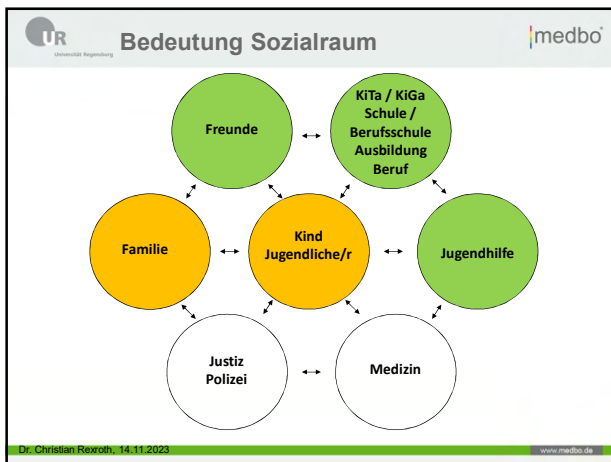 UR
Universität Regensburg
Bedeutung Sozialraum
medbo
Freunde
KiTa / KiGa
Schule /
Berufsschule
Ausbildung
Beruf
Familie
Kind
Jugendliche/r
Jugendhilfe
Justiz
Polizei
Medizin
Dr. Christian Rexroth, 14.11.2023
www.medbo.de